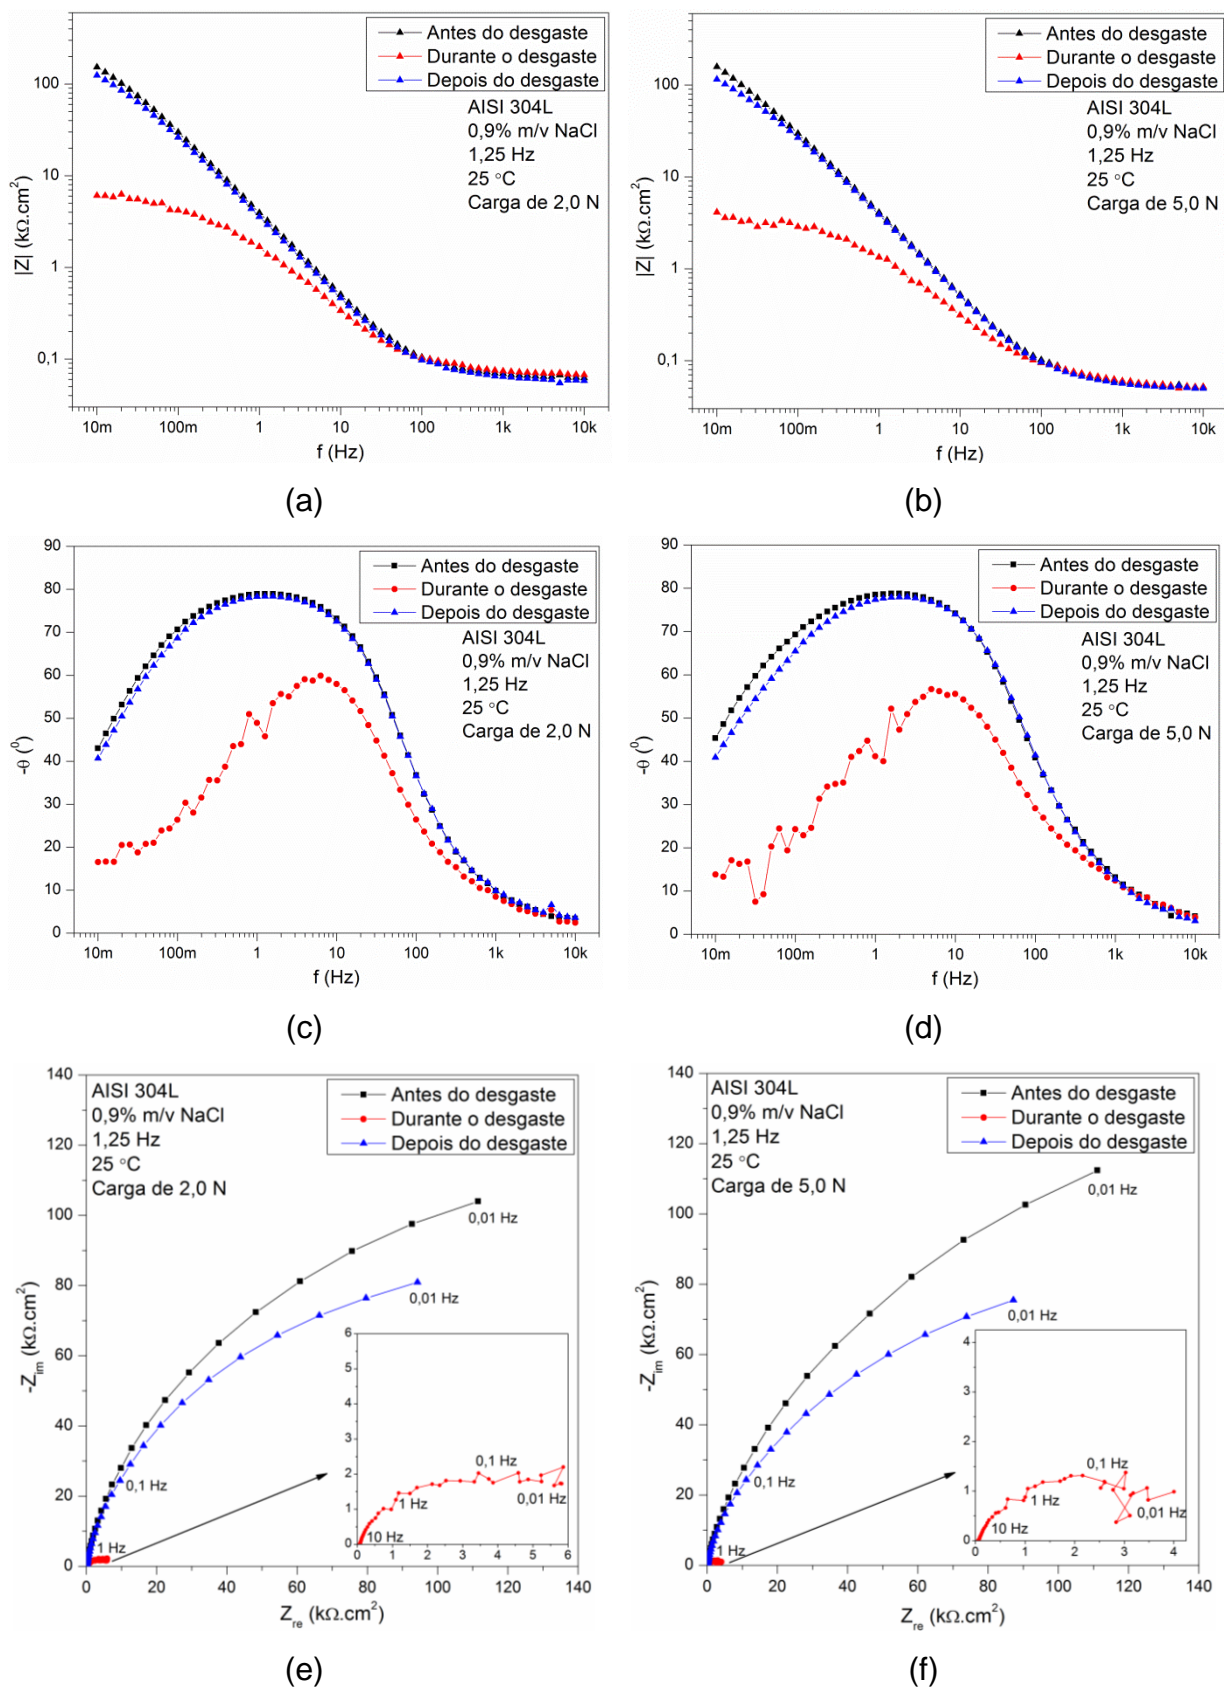 Antes do desgaste
Durante o desgaste
Depois do desgaste
AISI 304L
0,9% m/v NaCl
1,25 Hz
25 °C
Carga de 2,0 N
|Z| (kΩ.cm²)
100
10
1
0,1
10m 100m 1 10 100 1k 10k
f (Hz)
(a)
Antes do desgaste
Durante o desgaste
Depois do desgaste
AISI 304L
0,9% m/v NaCl
1,25 Hz
25 °C
Carga de 5,0 N
|Z| (kΩ.cm²)
100
10
1
0,1
10m 100m 1 10 100 1k 10k
f (Hz)
(b)
Antes do desgaste
Durante o desgaste
Depois do desgaste
AISI 304L
0,9% m/v NaCl
1,25 Hz
25 °C
Carga de 2,0 N
-θ (⁰)
90
80
70
60
50
40
30
20
10
0
10m 100m 1 10 100 1k 10k
f (Hz)
(c)
Antes do desgaste
Durante o desgaste
Depois do desgaste
AISI 304L
0,9% m/v NaCl
1,25 Hz
25 °C
Carga de 5,0 N
-θ (⁰)
90
80
70
60
50
40
30
20
10
0
10m 100m 1 10 100 1k 10k
f (Hz)
(d)
AISI 304L
0,9% m/v NaCl
1,25 Hz
25 °C
Carga de 2,0 N
Antes do desgaste
Durante o desgaste
Depois do desgaste
-Zim (kΩ.cm²)
140
120
100
80
60
40
20
0
0,01 Hz
0,01 Hz
0,1 Hz
1 Hz
6
5
4
3
2
1
0
0,1 Hz
0,01 Hz
1 Hz
10 Hz
0 1 2 3 4 5 6
0 20 40 60 80 100 120 140
Zre (kΩ.cm²)
(e)
AISI 304L
0,9% m/v NaCl
1,25 Hz
25 °C
Carga de 5,0 N
Antes do desgaste
Durante o desgaste
Depois do desgaste
-Zim (kΩ.cm²)
140
120
100
80
60
40
20
0
0,01 Hz
0,01 Hz
0,1 Hz
1 Hz
4
3
2
1
0
0,1 Hz
0,01 Hz
1 Hz
10 Hz
0 1 2 3 4
0 20 40 60 80 100 120 140
Zre (kΩ.cm²)
(f)